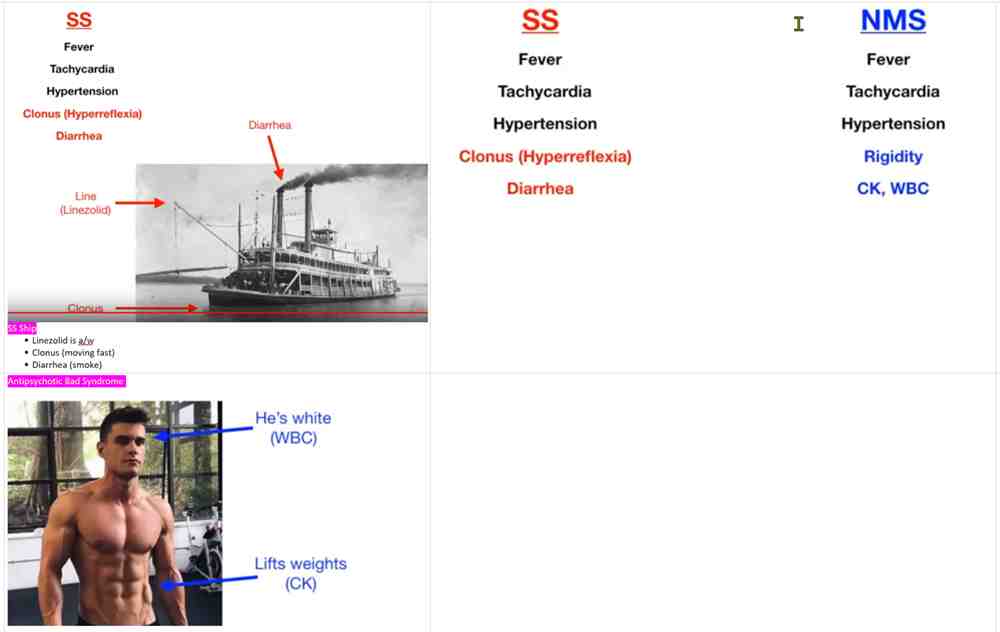 SS
Fever
Tachycardia
Hypertension
Clonus (Hyperreflexia)
Diarrhea
Diarrhea
Line
(Linezolid)
Clonus
SS Ship
• Linezolid is a/w
• Clonus (moving fast)
• Diarrhea (smoke)
SS
Fever
Tachycardia
Hypertension
Clonus (Hyperreflexia)
Diarrhea
NMS
Fever
Tachycardia
Hypertension
Rigidity
CK, WBC
Antipsychotic Bad Syndrome
He's white
(WBC)
Lifts weights
(CK)